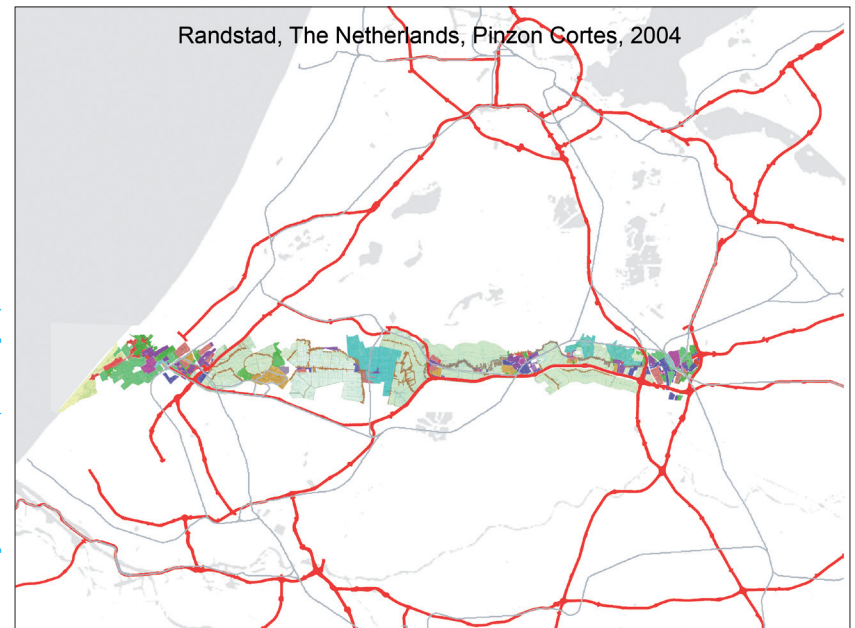 Randstad, The Netherlands, Pinzon Cortes, 2004